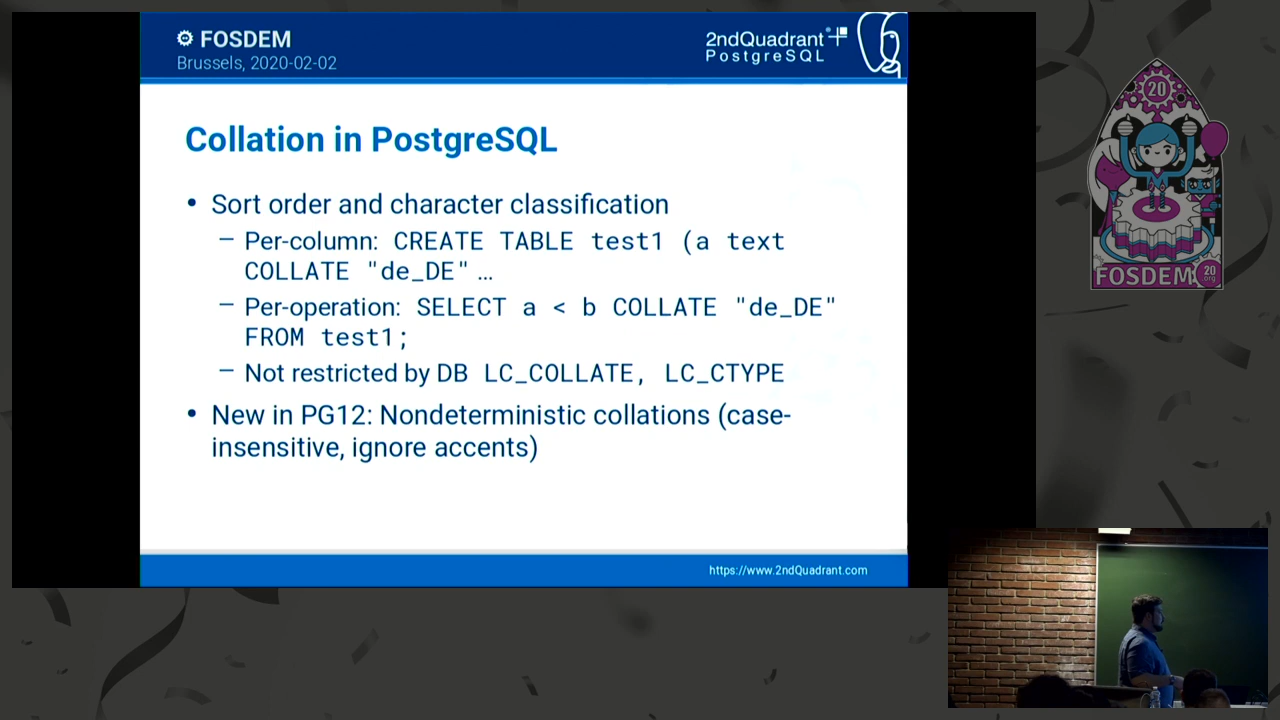 FOSDEM
Brussels, 2020-02-02
2ndQuadrant
PostgreSQL
Collation in PostgreSQL
• Sort order and character classification
– Per-column: CREATE TABLE test1 (a text
COLLATE "de_DE" …
– Per-operation: SELECT a < b COLLATE "de_DE"
FROM test1;
– Not restricted by DB LC_COLLATE, LC_CTYPE
• New in PG12: Nondeterministic collations (case-
insensitive, ignore accents)
https://www.2ndQuadrant.com
20
FOSDEM
20
.org